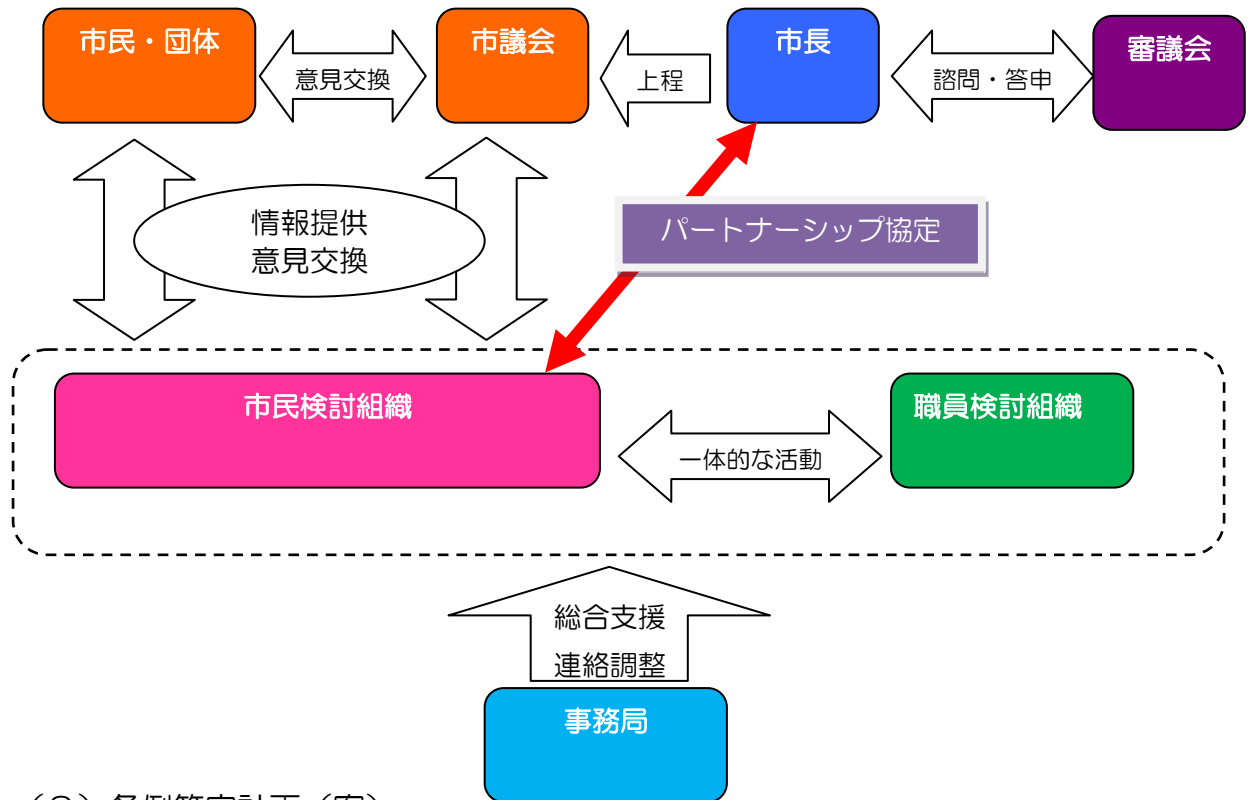 市民・団体
意見交換
市議会
上程
市長
諮問・答申
審議会
情報提供
意見交換
パートナーシップ協定
市民検討組織
一体的な活動
職員検討組織
総合支援
連絡調整
事務局